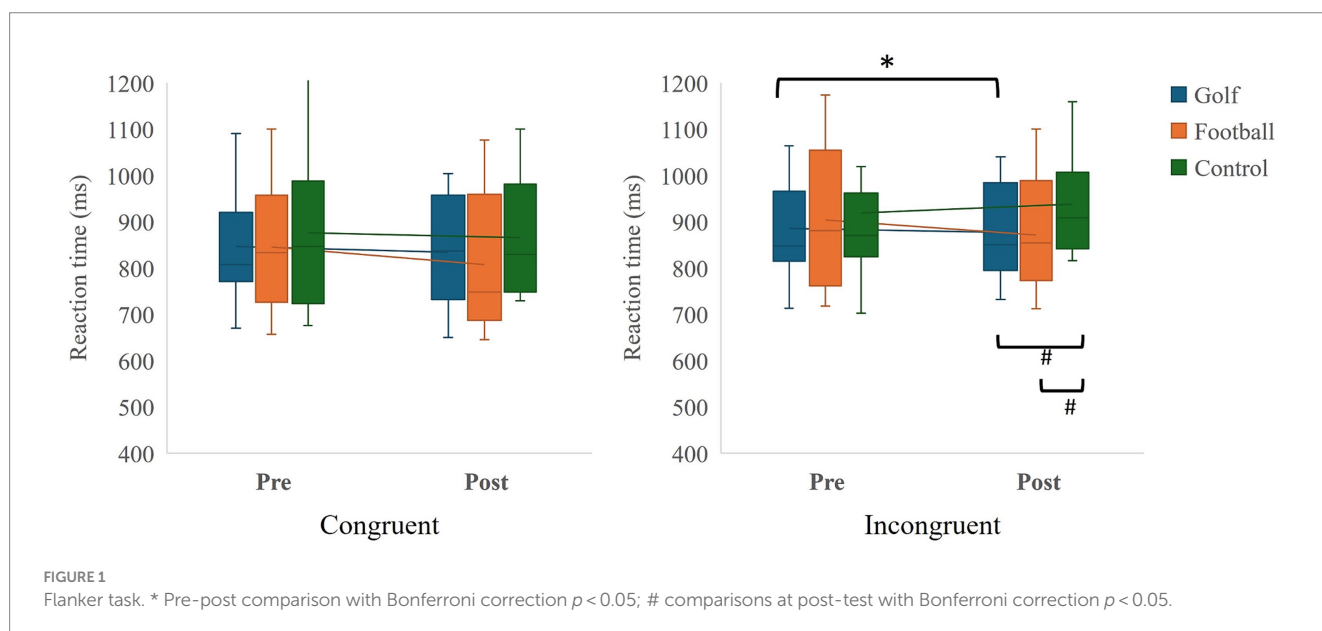 1200
1100
1000
900
800
700
600
500
400
Reaction time (ms)
Pre
Post
Congruent
1200
1100
1000
900
800
700
600
500
400
Reaction time (ms)
*
#
#
Pre
Post
Incongruent
Golf
Football
Control
FIGURE 1
Flanker task. * Pre-post comparison with Bonferroni correction p < 0.05; # comparisons at post-test with Bonferroni correction p < 0.05.